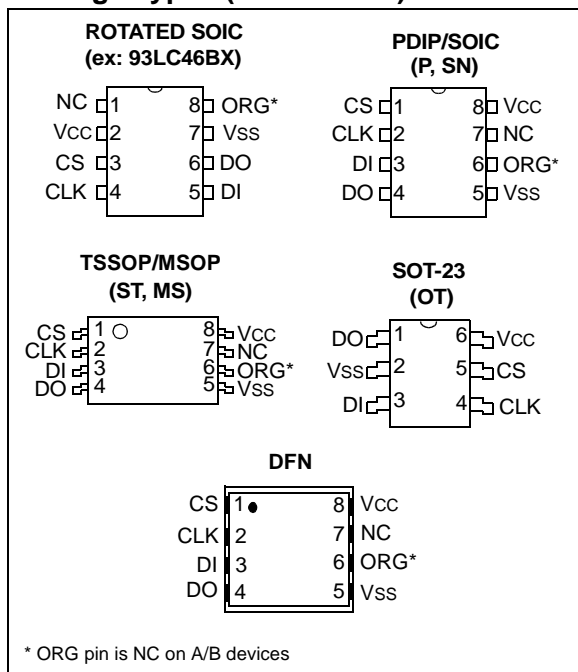 ROTATED SOIC
(ex: 93LC46BX)
NC 1 8 ORG*
VCC 2 7 VSS
CS 3 6 DO
CLK 4 5 DI
PDIP/SOIC
(P, SN)
CS 1 8 VCC
CLK 2 7 NC
DI 3 6 ORG*
DO 4 5 VSS
TSSOP/MSOP
(ST, MS)
CS 1 8 VCC
CLK 2 7 NC
DI 3 6 ORG*
DO 4 5 VSS
SOT-23
(OT)
DO 1 6 VCC
VSS 2 5 CS
DI 3 4 CLK
DFN
CS 1 8 VCC
CLK 2 7 NC
DI 3 6 ORG*
DO 4 5 VSS
* ORG pin is NC on A/B devices